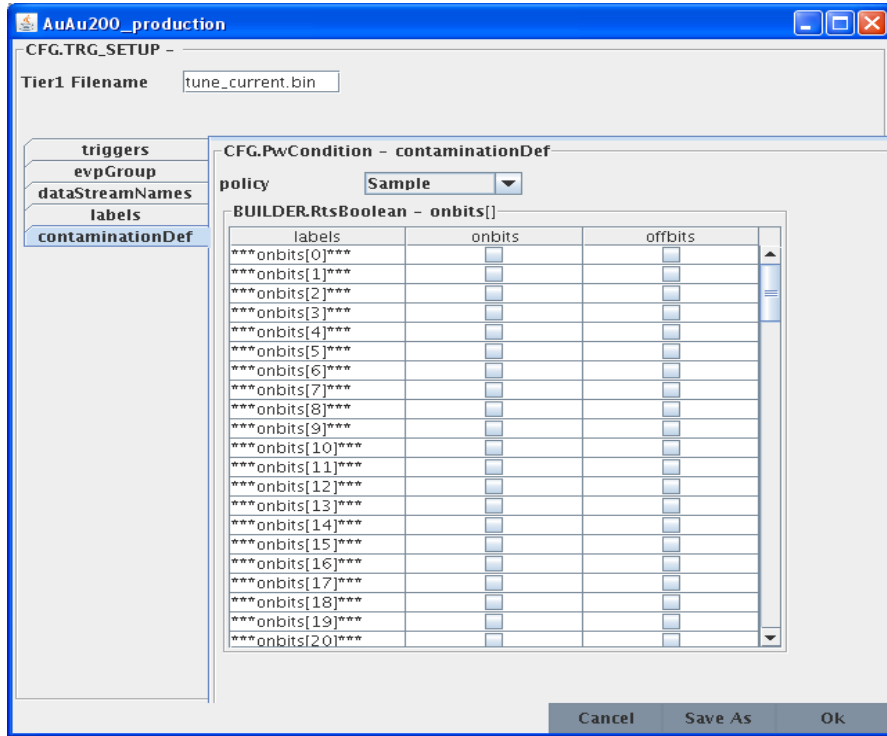 AuAu200_production
CFG.TRG_SETUP –
Tier1 Filename tune_current.bin
triggers
evpGroup
dataStreamNames
labels
contaminationDef
CFG.PwCondition – contaminationDef
policy Sample
BUILDER.RtsBoolean – onbits[]
labels onbits offbits
***onbits[0]***
***onbits[1]***
***onbits[2]***
***onbits[3]***
***onbits[4]***
***onbits[5]***
***onbits[6]***
***onbits[7]***
***onbits[8]***
***onbits[9]***
***onbits[10]***
***onbits[11]***
***onbits[12]***
***onbits[13]***
***onbits[14]***
***onbits[15]***
***onbits[16]***
***onbits[17]***
***onbits[18]***
***onbits[19]***
***onbits[20]***
Cancel Save As Ok